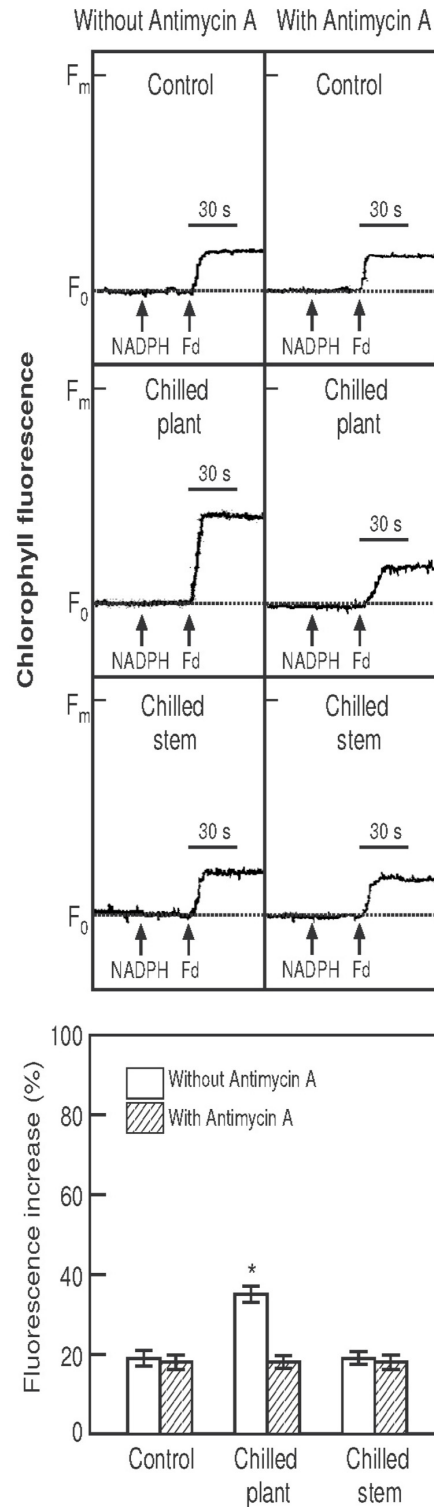 Without Antimycin A With Antimycin A
Fm Control Control
30 s 30 s
F0
NADPH Fd NADPH Fd
Fm Chilled plant Chilled plant
30 s 30 s
F0
NADPH Fd NADPH Fd
Fm Chilled stem Chilled stem
30 s 30 s
F0
NADPH Fd NADPH Fd
Chlorophyll fluorescence
100
80
60
40
20
0
Fluorescence increase (%)
Without Antimycin A
With Antimycin A
*
Control Chilled plant Chilled stem